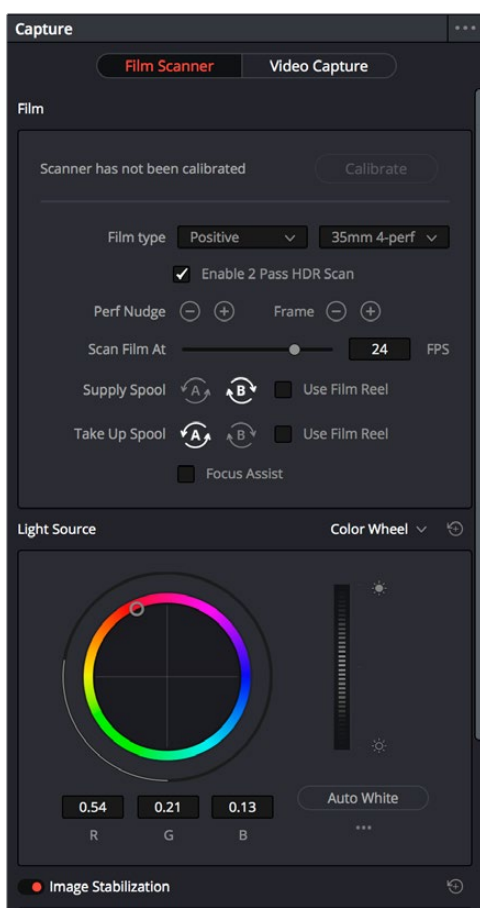 Capture
Film Scanner Video Capture
Film
Scanner has not been calibrated Calibrate
Film type Positive 35mm 4-perf
Enable 2 Pass HDR Scan
Perf Nudge Frame
Scan Film At 24 FPS
Supply Spool A B Use Film Reel
Take Up Spool A B Use Film Reel
Focus Assist
Light Source Color Wheel
0.54 0.21 0.13 Auto White
R G B
Image Stabilization